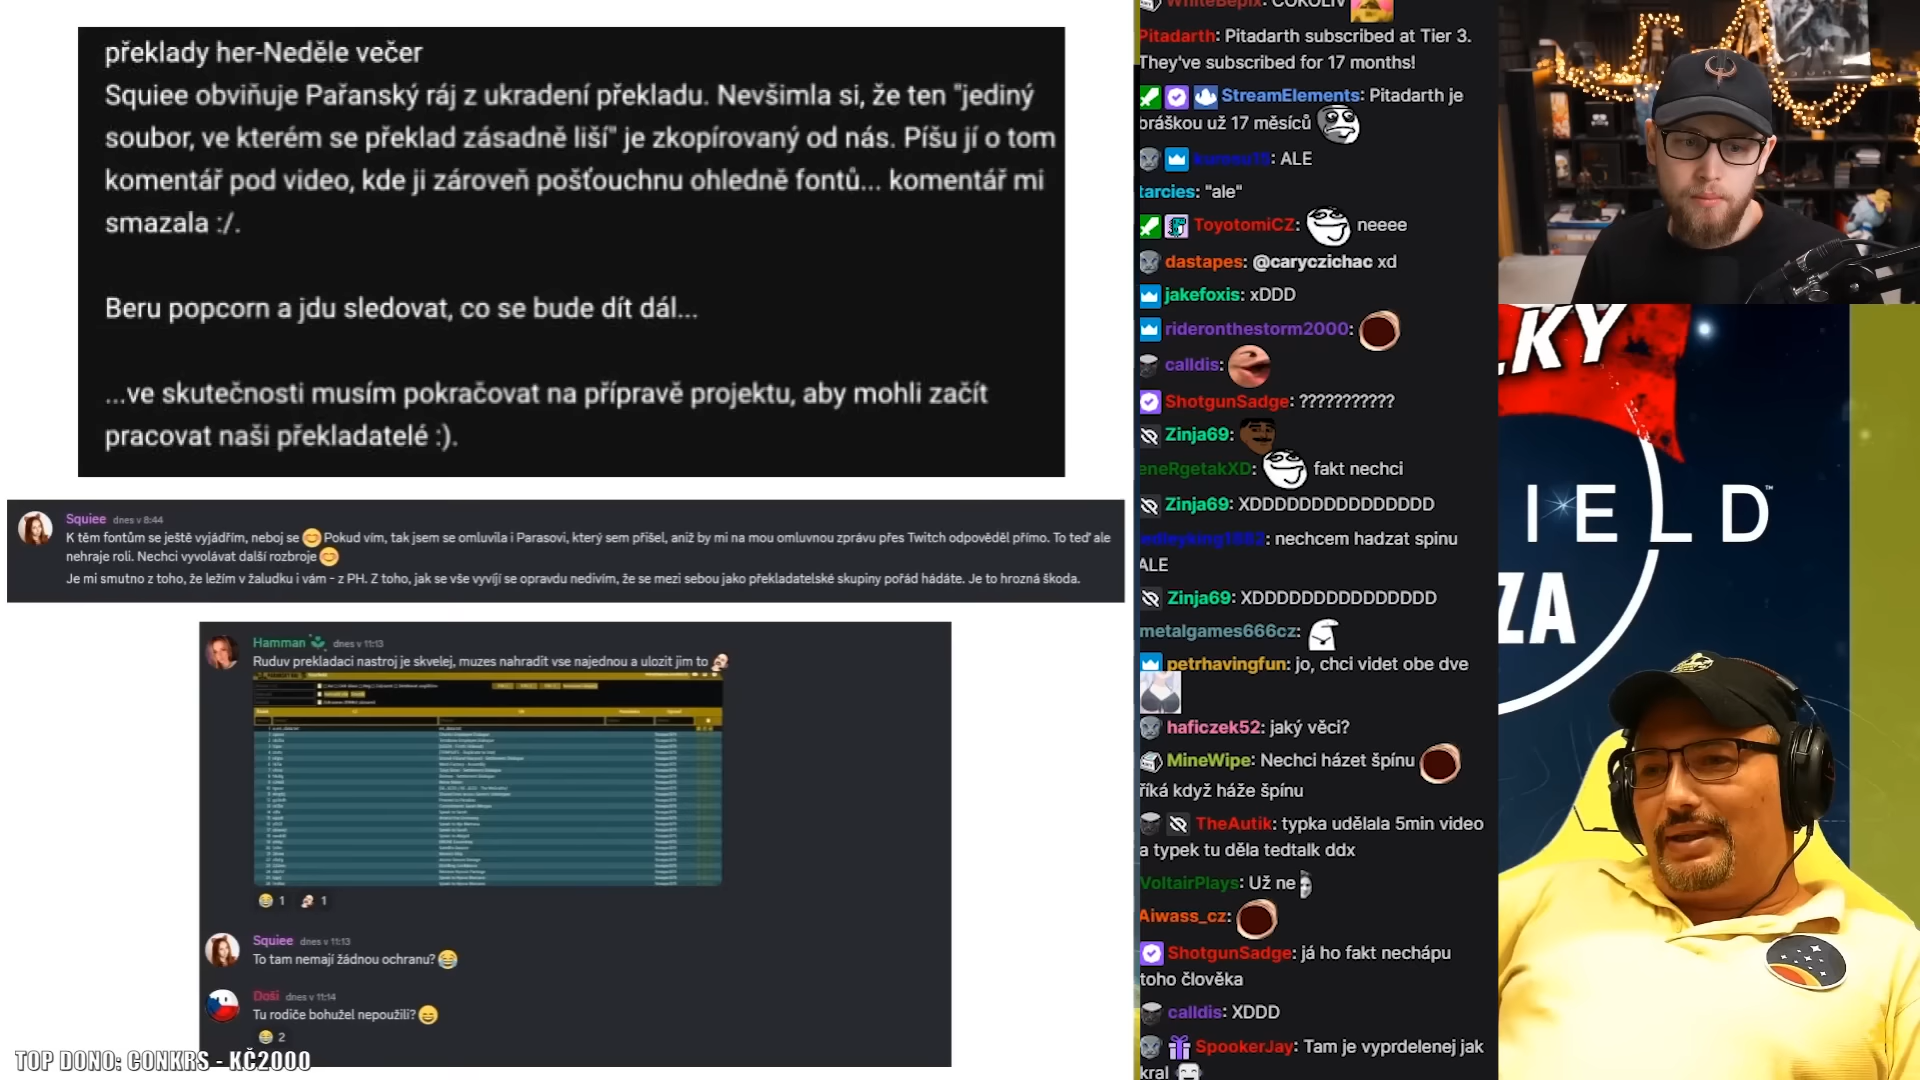 překlady her-Neděle večer
Squiee obviňuje Pařanský ráj z ukradení překladu. Nevšimla si, že ten "jediný
soubor, ve kterém se překlad zásadně liší" je zkopírovaný od nás. Píšu jí o tom
komentář pod video, kde ji zároveň pošťouchnu ohledně fontů... komentář mi
smazala :/.
Beru popcorn a jdu sledovat, co se bude dít dál...
...ve skutečnosti musím pokračovat na přípravě projektu, aby mohli začít
pracovat naši překladatelé :).
Squiee dnes v 8:44
K těm fontům se ještě vyjádřím, neboj se 😊 Pokud vím, tak jsem se omluvila i Parasovi, který sem přišel, aniž by mi na mou omluvnou zprávu přes Twitch odpověděl přímo. To teď ale
nehraje roli. Nechci vyvolávat další rozbroje 😊
Je mi smutno z toho, že ležím v žaludku i vám - z PH. Z toho, jak se vše vyvíjí se opravdu nedivím, že se mezi sebou jako překladatelské skupiny pořád hádáte. Je to hrozná škoda.
Hamman dnes v 11:13
Ruduv prekladaci nastroj je skvelej, muzes nahradit vse najednou a ulozit jim to
1 1
Squiee dnes v 11:13
To tam nemají žádnou ochranu? 😂
Doši dnes v 11:14
Tu rodiče bohužel nepoužili? 😄
2
TOP DONO: CONKRS - KČ2000
WhiteBepix: COKOLIV
Pitadarth: Pitadarth subscribed at Tier 3.
They've subscribed for 17 months!
StreamElements: Pitadarth je
bráškou už 17 měsíců
: ALE
tarcies: "ale"
ToyotomiCZ: neeee
dastapes: @caryczichac xd
jakefoxis: xDDD
rideronthestorm2000:
calldis:
ShotgunSadge: ???????????
Zinja69:
eneRgetakXD: fakt nechci
Zinja69: XDDDDDDDDDDDDDDD
: nechcem hadzat spinu
ALE
Zinja69: XDDDDDDDDDDDDDDD
metalgames666cz:
petrhavingfun: jo, chci videt obe dve
haficzek52: jaký věci?
MineWipe: Nechci házet špínu
říká když háže špínu
TheAutik: typka udělala 5min video
a typek tu děla tedtalk ddx
VoltairPlays: Už ne
Aiwass_cz:
ShotgunSadge: já ho fakt nechápu
toho člověka
calldis: XDDD
SpookerJay: Tam je vyprdelenej jak
kral
LKY
IELD™
ZA